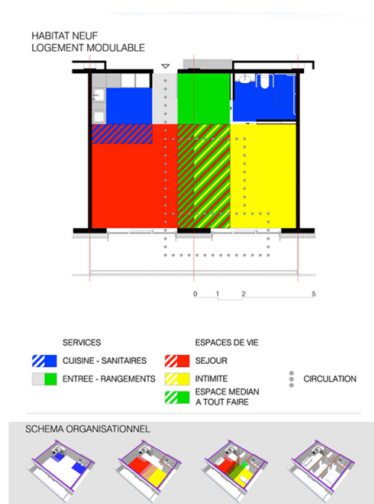 HABITAT NEUF
LOGEMENT MODULABLE
0 1 2 5
SERVICES
CUISINE - SANITAIRES
ENTREE - RANGEMENTS
ESPACES DE VIE
SEJOUR
INTIMITE
ESPACE MEDIAN
A TOUT FAIRE
CIRCULATION
SCHEMA ORGANISATIONNEL